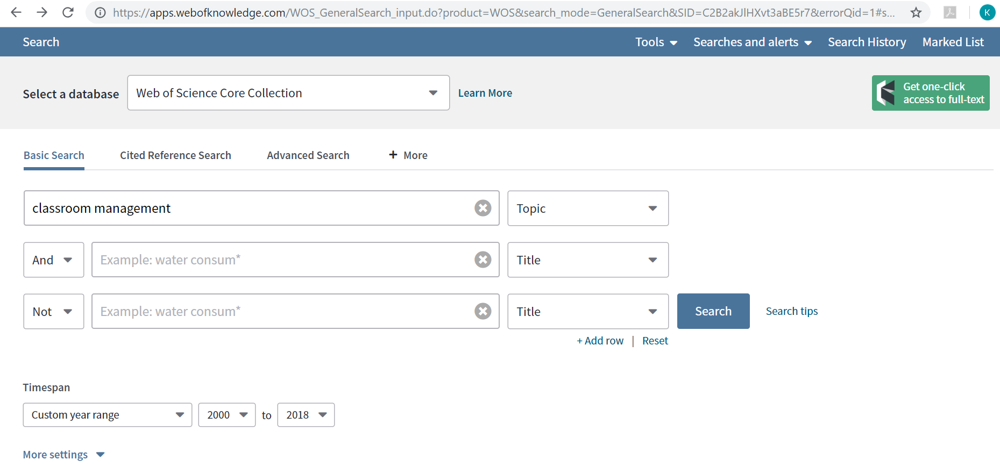 https://apps.webofknowledge.com/WOS_GeneralSearch_input.do?product=WOS&search_mode=GeneralSearch&SID=C2B2akJlHXvt3aBE5r7&errorQid=1#s... K
Search Tools Searches and alerts Search History Marked List
Select a database Web of Science Core Collection Learn More
Get one-click
access to full-text
Basic Search Cited Reference Search Advanced Search + More
classroom management Topic
And Example: water consum* Title
Not Example: water consum* Title Search Search tips
+ Add row | Reset
Timespan
Custom year range 2000 to 2018
More settings